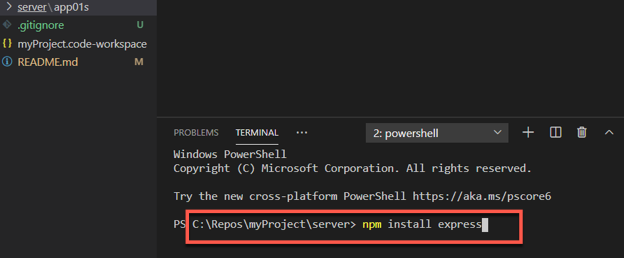 server\app01s
.gitignore U
{} myProject.code-workspace
README.md M
PROBLEMS TERMINAL ··· 2: powershell
Windows PowerShell
Copyright (C) Microsoft Corporation. All rights reserved.
Try the new cross-platform PowerShell https://aka.ms/pscore6
PS C:\Repos\myProject\server> npm install express